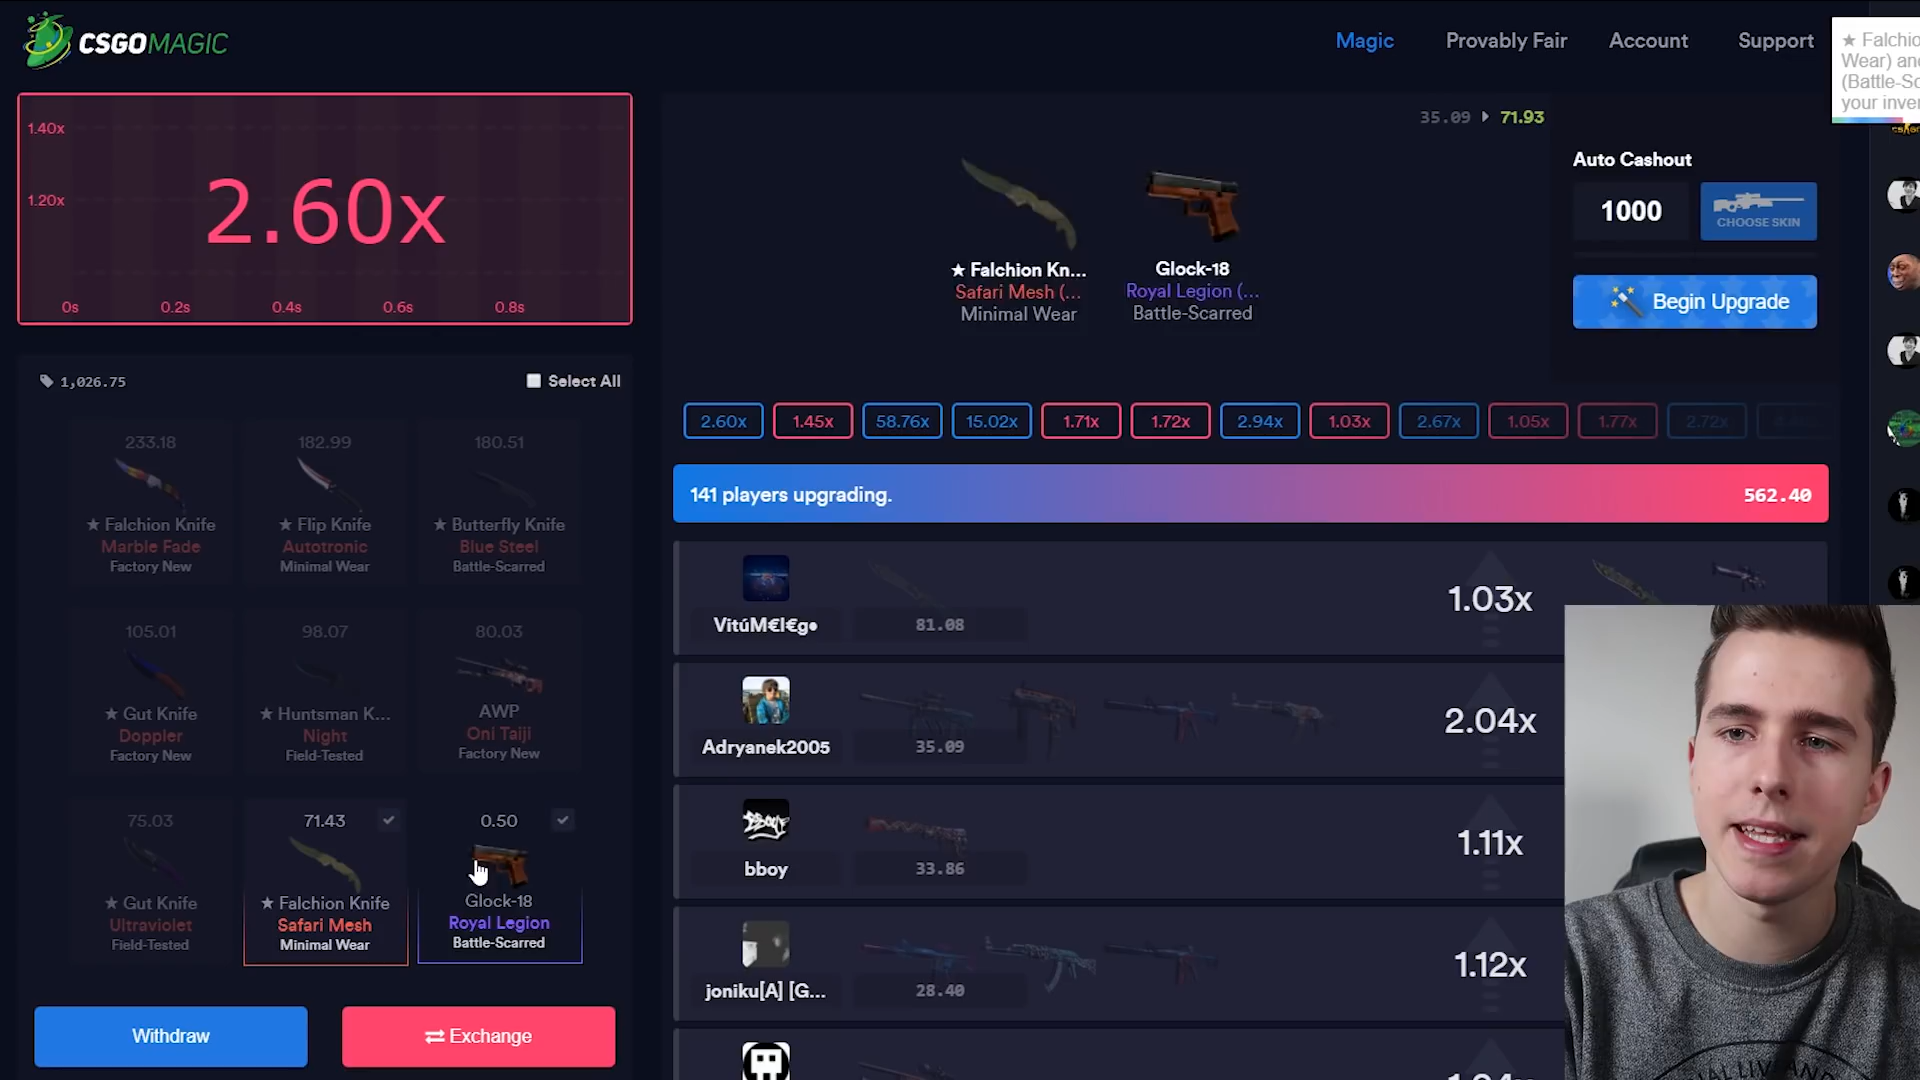 CSGOMAGIC
Magic
Provably Fair
Account
Support
★ Falchio
Wear) and
(Battle-Sc
your inver
1.40x
1.20x
2.60x
0s
0.2s
0.4s
0.6s
0.8s
35.09
71.93
★ Falchion Kn...
Safari Mesh (...
Minimal Wear
Glock-18
Royal Legion (...
Battle-Scarred
Auto Cashout
1000
CHOOSE SKIN
Begin Upgrade
1,026.75
Select All
2.60x
1.45x
58.76x
15.02x
1.71x
1.72x
2.94x
1.03x
2.67x
1.05x
1.77x
2.72x
141 players upgrading.
562.40
233.18
★ Falchion Knife
Marble Fade
Factory New
182.99
★ Flip Knife
Autotronic
Minimal Wear
180.51
★ Butterfly Knife
Blue Steel
Battle-Scarred
105.01
★ Gut Knife
Doppler
Factory New
98.07
★ Huntsman K...
Night
Field-Tested
80.03
AWP
Oni Taiji
Factory New
75.03
★ Gut Knife
Ultraviolet
Field-Tested
71.43
★ Falchion Knife
Safari Mesh
Minimal Wear
0.50
Glock-18
Royal Legion
Battle-Scarred
Withdraw
Exchange
VitúM€l€g●
81.08
1.03x
Adryanek2005
35.09
2.04x
bboy
33.86
1.11x
joniku[A] [G...
28.40
1.12x